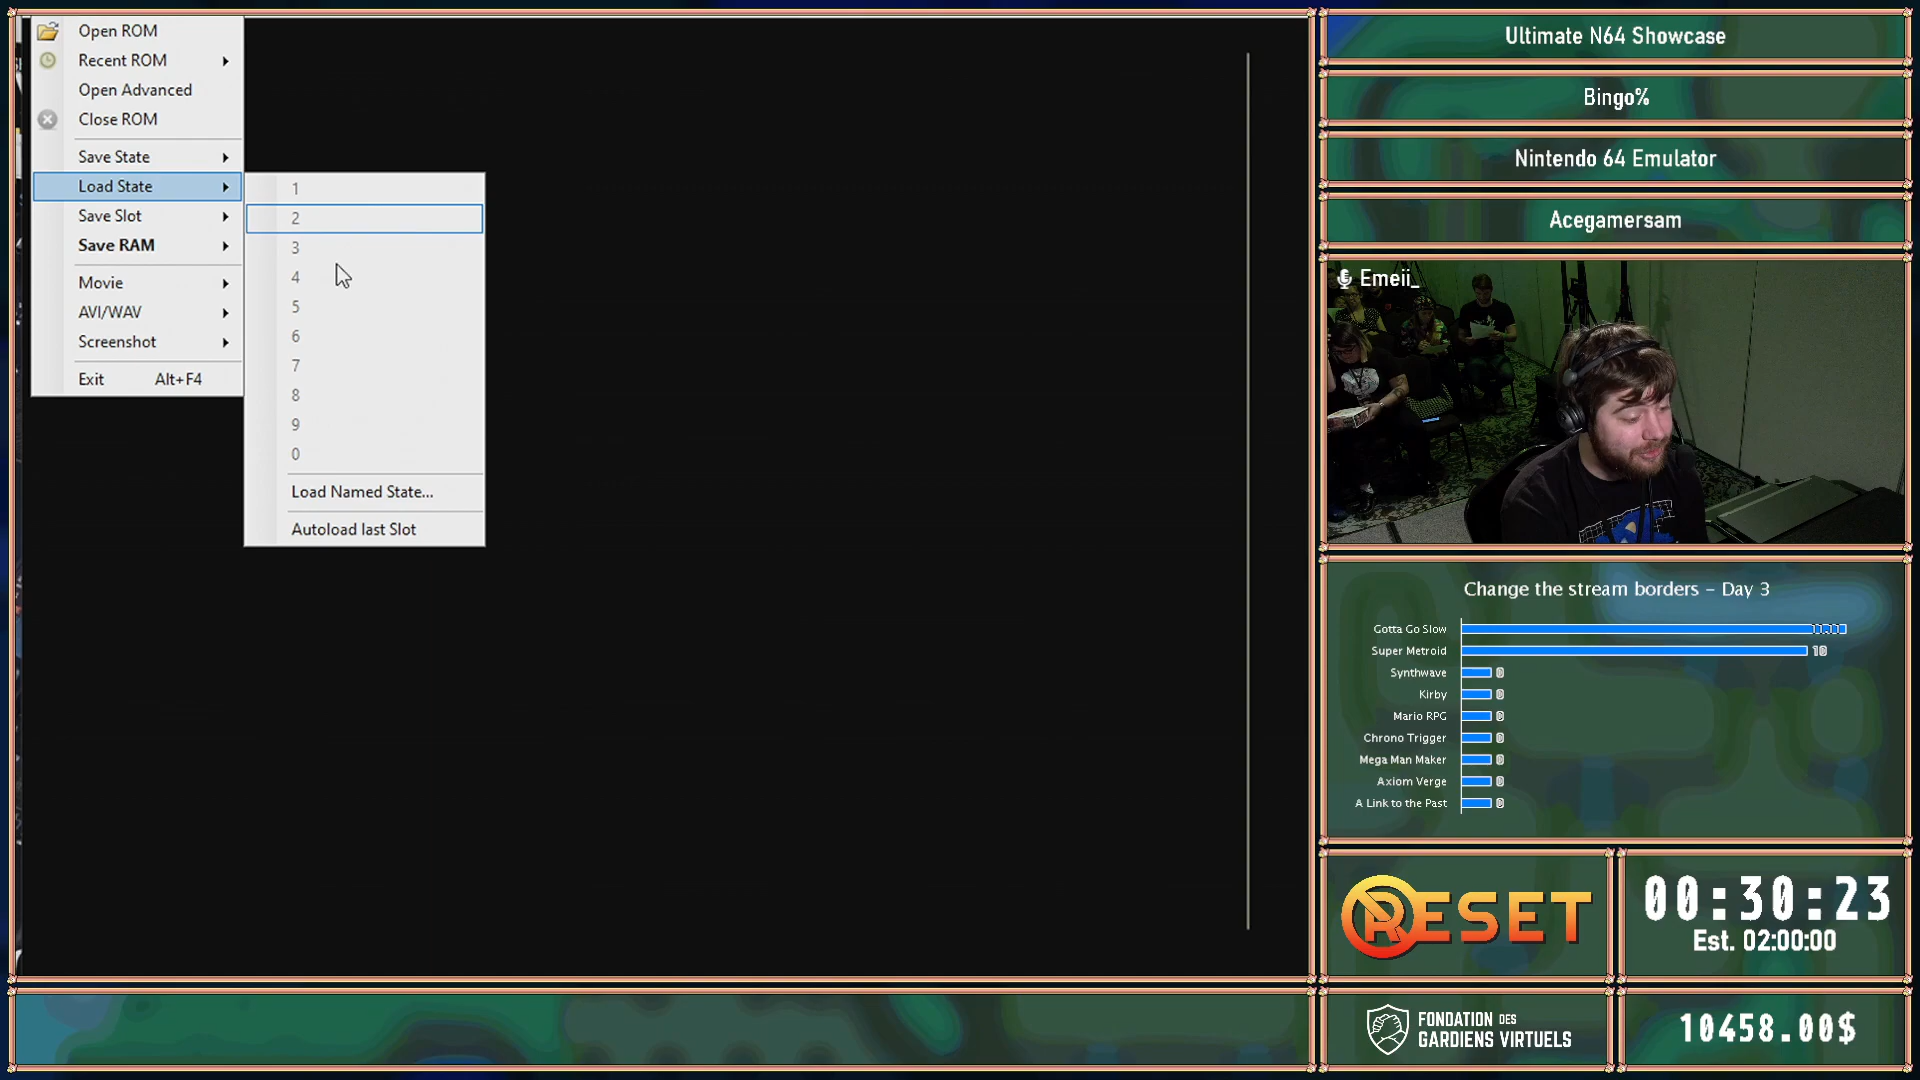 Open ROM
Recent ROM
Open Advanced
Close ROM
Save State
Load State
Save Slot
Save RAM
Movie
AVI/WAV
Screenshot
Exit Alt+F4
1
2
3
4
5
6
7
8
9
0
Load Named State...
Autoload last Slot
Ultimate N64 Showcase
Bingo%
Nintendo 64 Emulator
Acegamersam
Emeii_
Change the stream borders - Day 3
Gotta Go Slow
Super Metroid 10
Synthwave 0
Kirby 0
Mario RPG 0
Chrono Trigger 0
Mega Man Maker 0
Axiom Verge 0
A Link to the Past 0
RESET
00:30:23
Est. 02:00:00
FONDATION DES
GARDIENS VIRTUELS
10458.00$